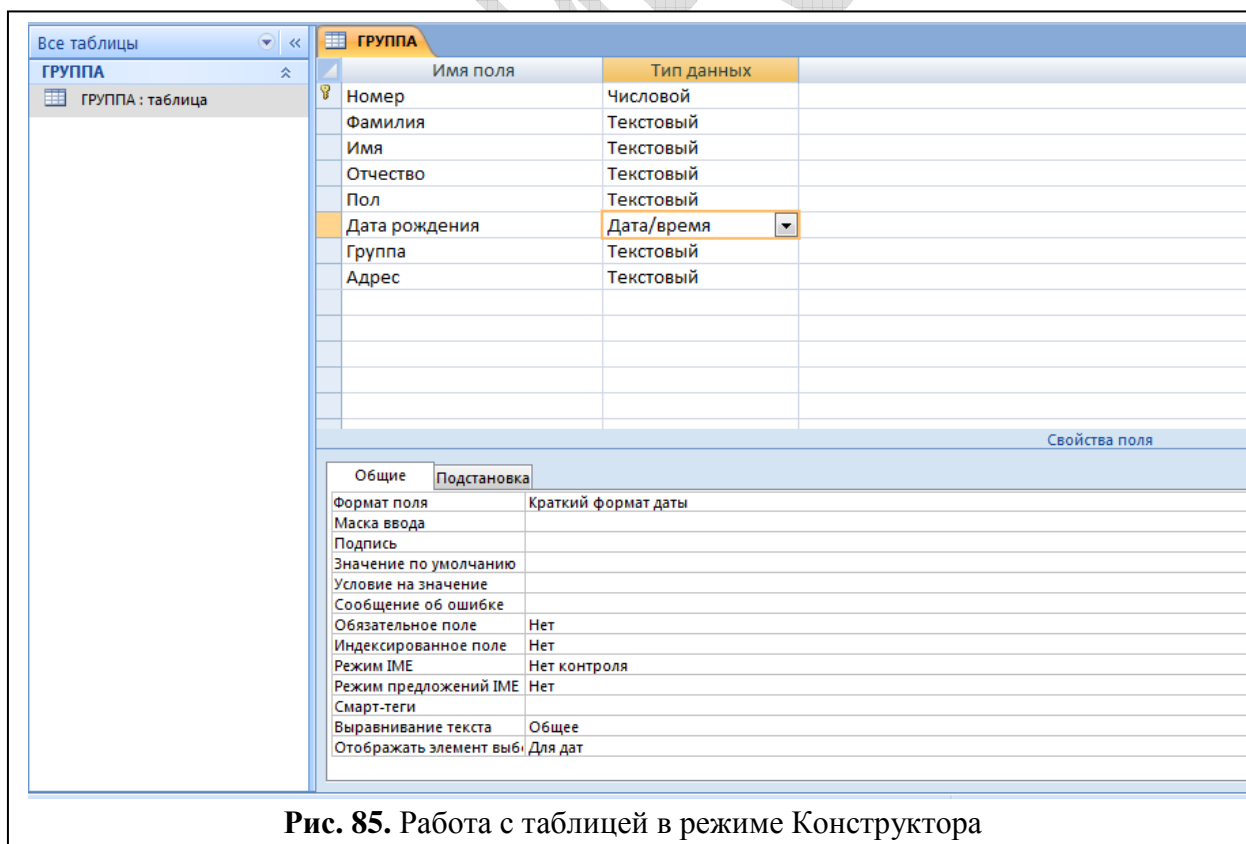 Все таблицы
ГРУППА
ГРУППА : таблица
ГРУППА
Имя поля Тип данных
Номер Числовой
Фамилия Текстовый
Имя Текстовый
Отчество Текстовый
Пол Текстовый
Дата рождения Дата/время
Группа Текстовый
Адрес Текстовый
Свойства поля
Общие Подстановка
Формат поля Краткий формат даты
Маска ввода
Подпись
Значение по умолчанию
Условие на значение
Сообщение об ошибке
Обязательное поле Нет
Индексированное поле Нет
Режим IME Нет контроля
Режим предложений IME Нет
Смарт-теги
Выравнивание текста Общее
Отображать элемент выбо Для дат
Рис. 85. Работа с таблицей в режиме Конструктора